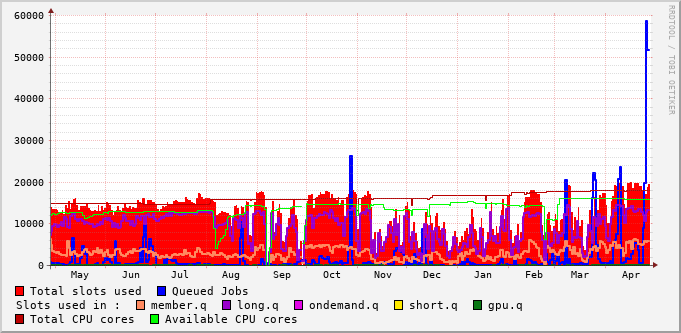 RRDTOOL / TOBI OETIKER
60000
50000
40000
30000
20000
10000
0
May Jun Jul Aug Sep Oct Nov Dec Jan Feb Mar Apr
Total slots used Queued Jobs
Slots used in : member.q long.q ondemand.q short.q gpu.q
Total CPU cores Available CPU cores